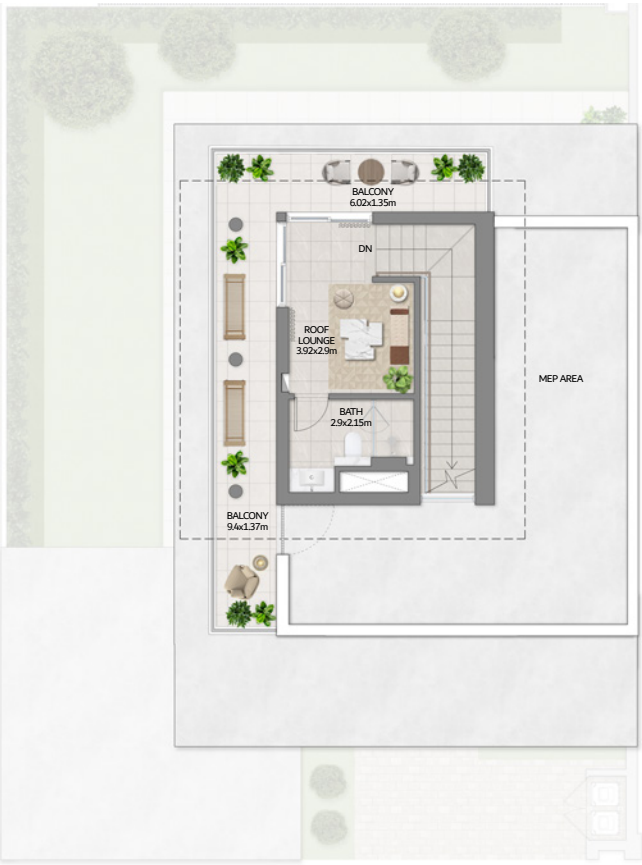 BALCONY
6.02x1.35m
DN
ROOF
LOUNGE
3.92x2.9m
MEP AREA
BATH
2.9x2.15m
BALCONY
9.4x1.37m